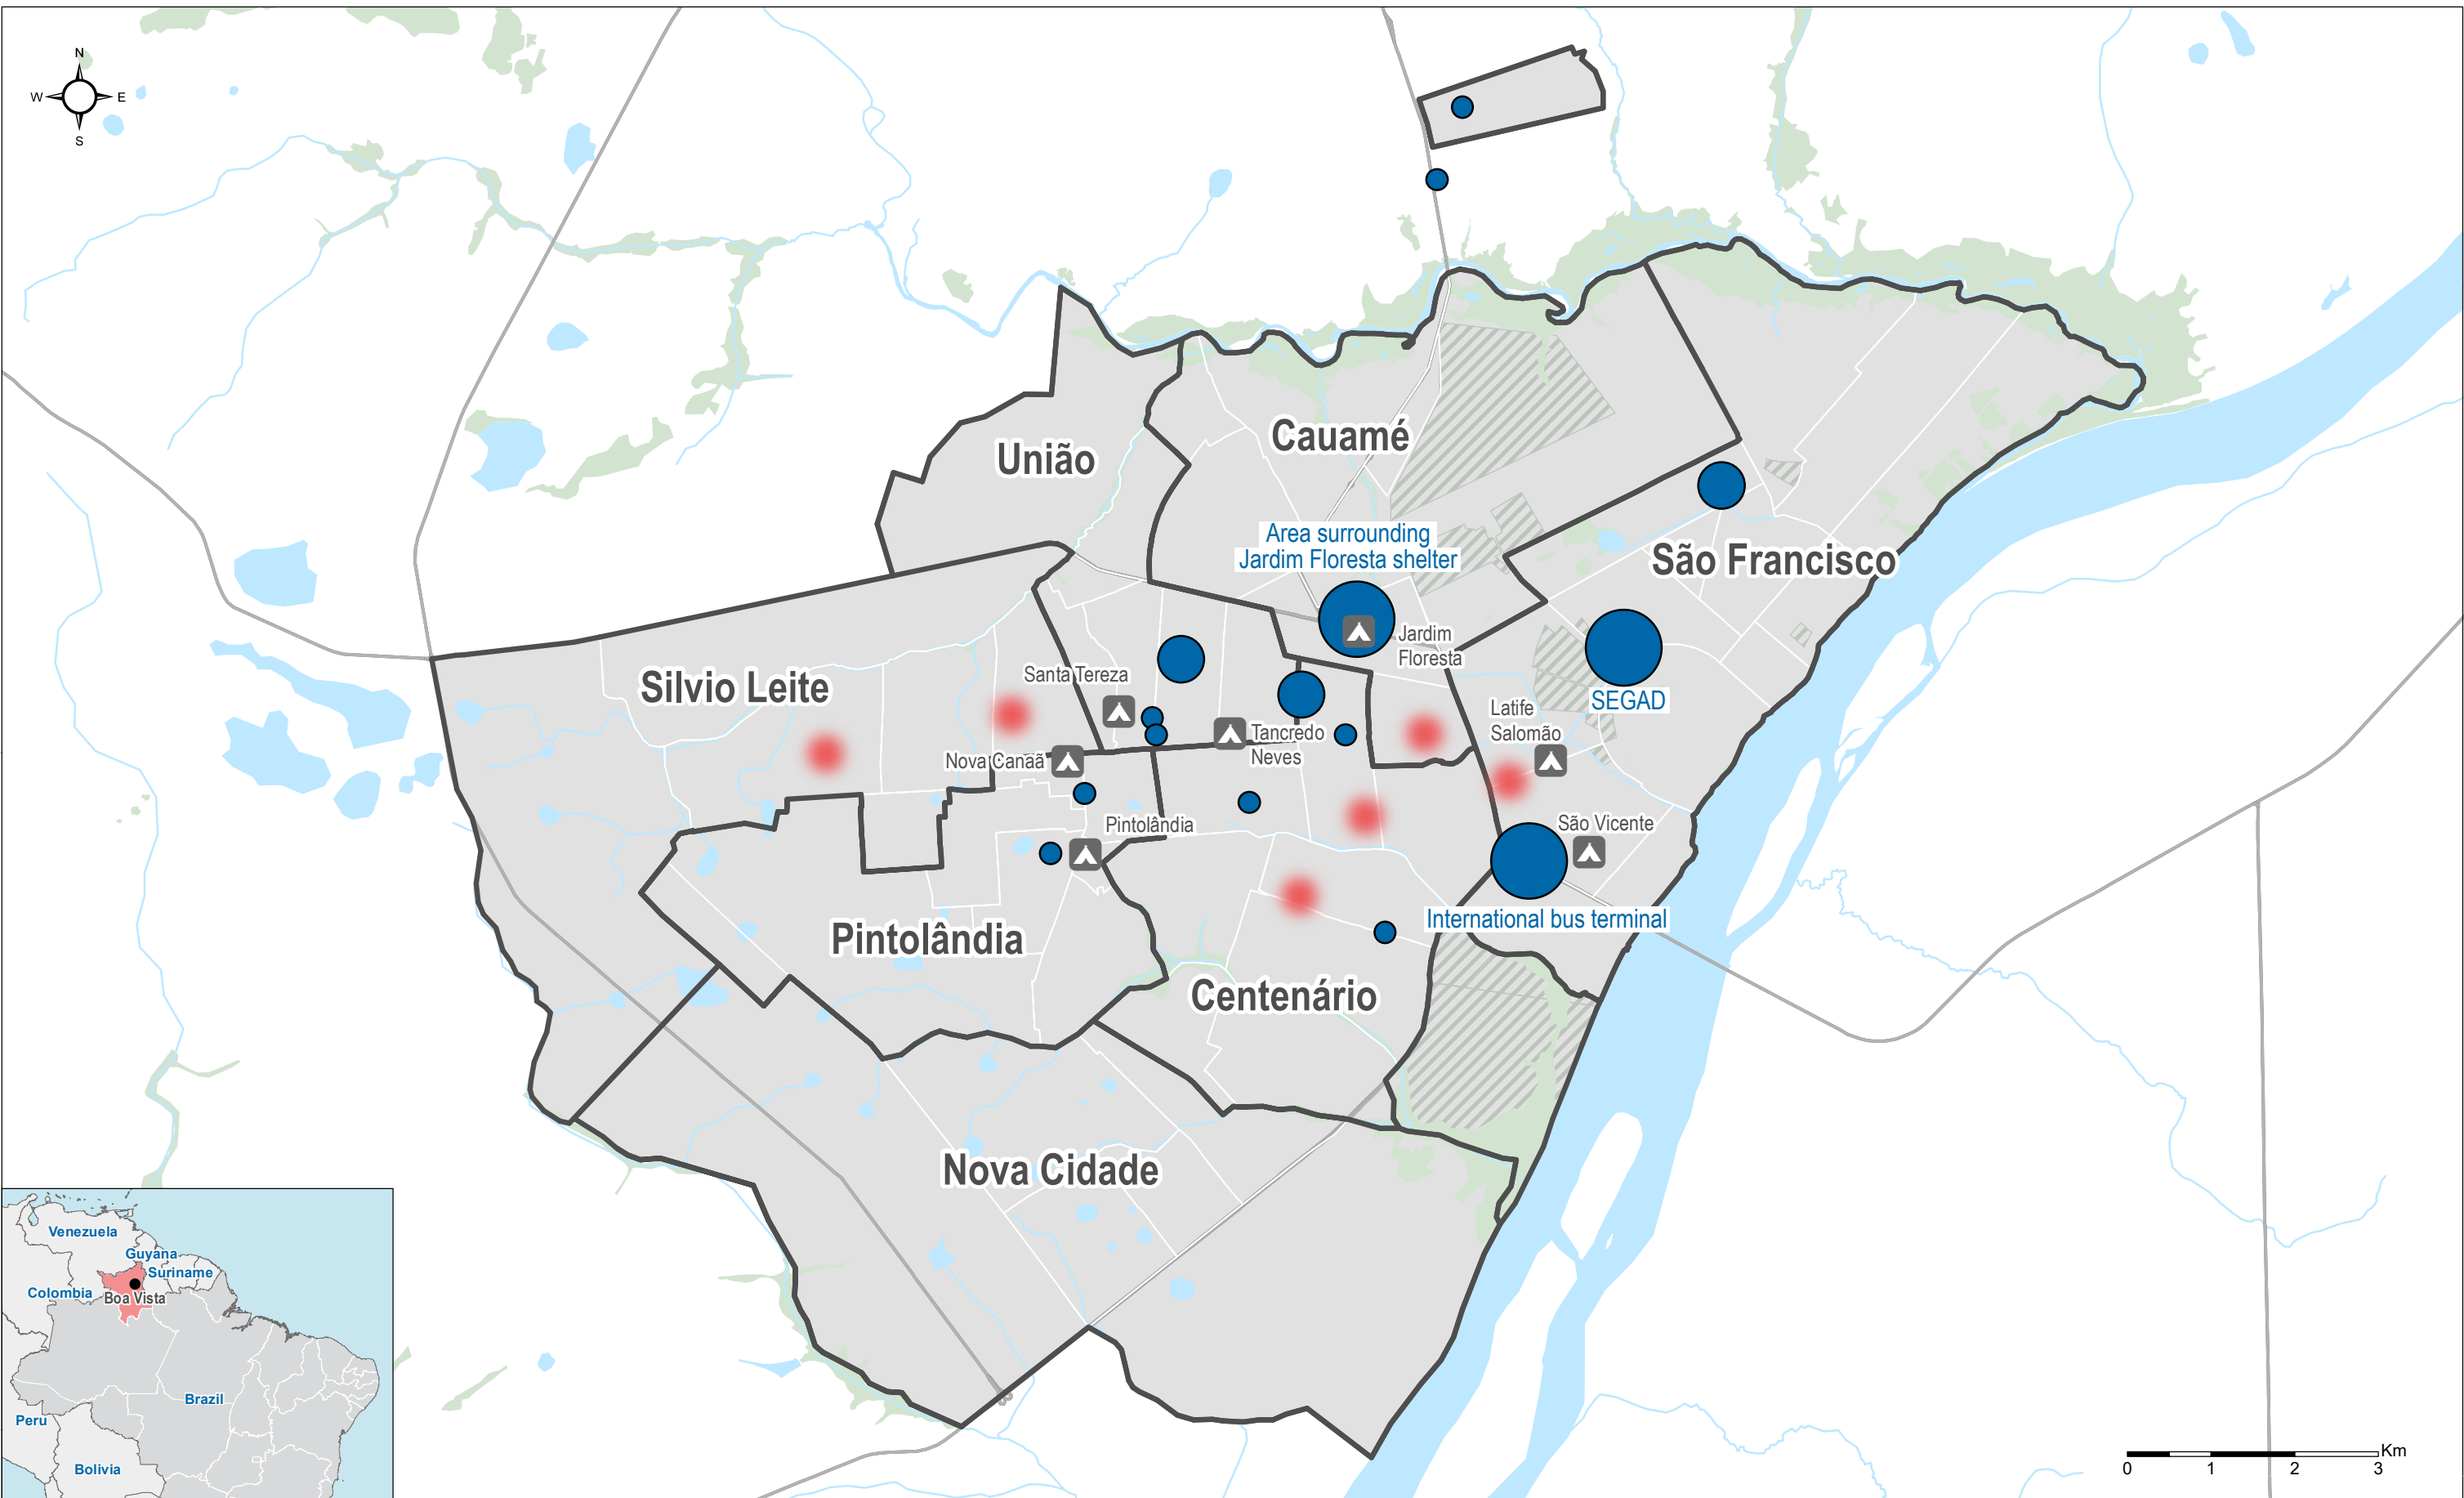 N
W
E
S
União
Cauamé
Area surrounding
Jardim Floresta shelter
São Francisco
Jardim
Floresta
Silvio Leite
Santa Tereza
SEGAD
Latife
Salomão
Tancredo
Neves
Nova Canaã
Pintolândia
São Vicente
International bus terminal
Pintolândia
Centenário
Nova Cidade
Venezuela
Guyana
Suriname
Colombia
Boa Vista
Brazil
Peru
Bolivia
Km
0
1
2
3